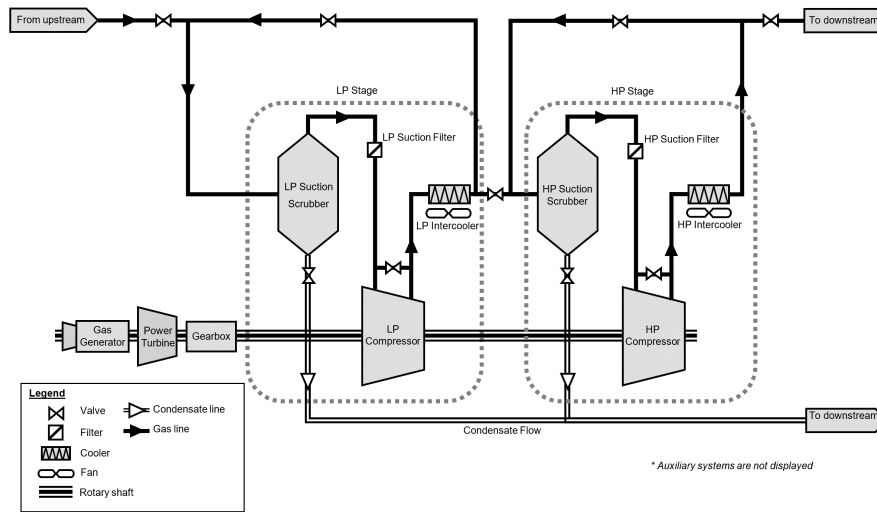 From upstream
To downstream
LP Stage
HP Stage
LP Suction Filter
HP Suction Filter
LP Suction
Scrubber
HP Suction
Scrubber
LP Intercooler
HP Intercooler
Gas
Generator
Power
Turbine
Gearbox
LP
Compressor
HP
Compressor
Legend
Valve
Condensate line
Filter
Gas line
Cooler
Fan
Rotary shaft
Condensate Flow
To downstream
* Auxiliary systems are not displayed